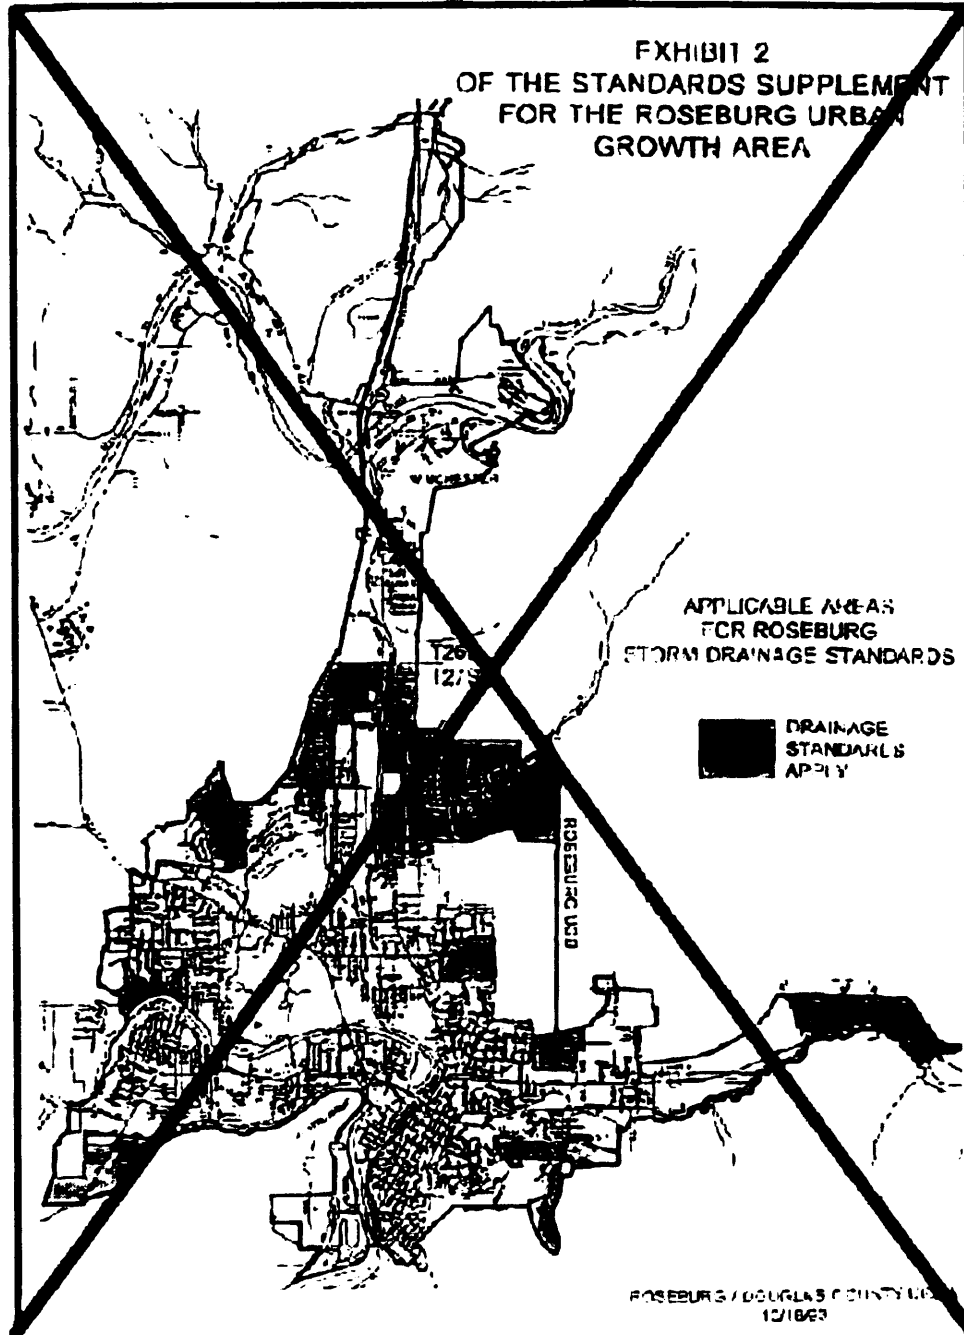 EXHIBIT 2
OF THE STANDARDS SUPPLEMENT
FOR THE ROSEBURG URBAN
GROWTH AREA
WINCHESTER
APPLICABLE AREAS
FOR ROSEBURG
STORM DRAINAGE STANDARDS
DRAINAGE
STANDARDS
APPLY
ROSEBURG UGB
ROSEBURG / DOUGLAS COUNTY